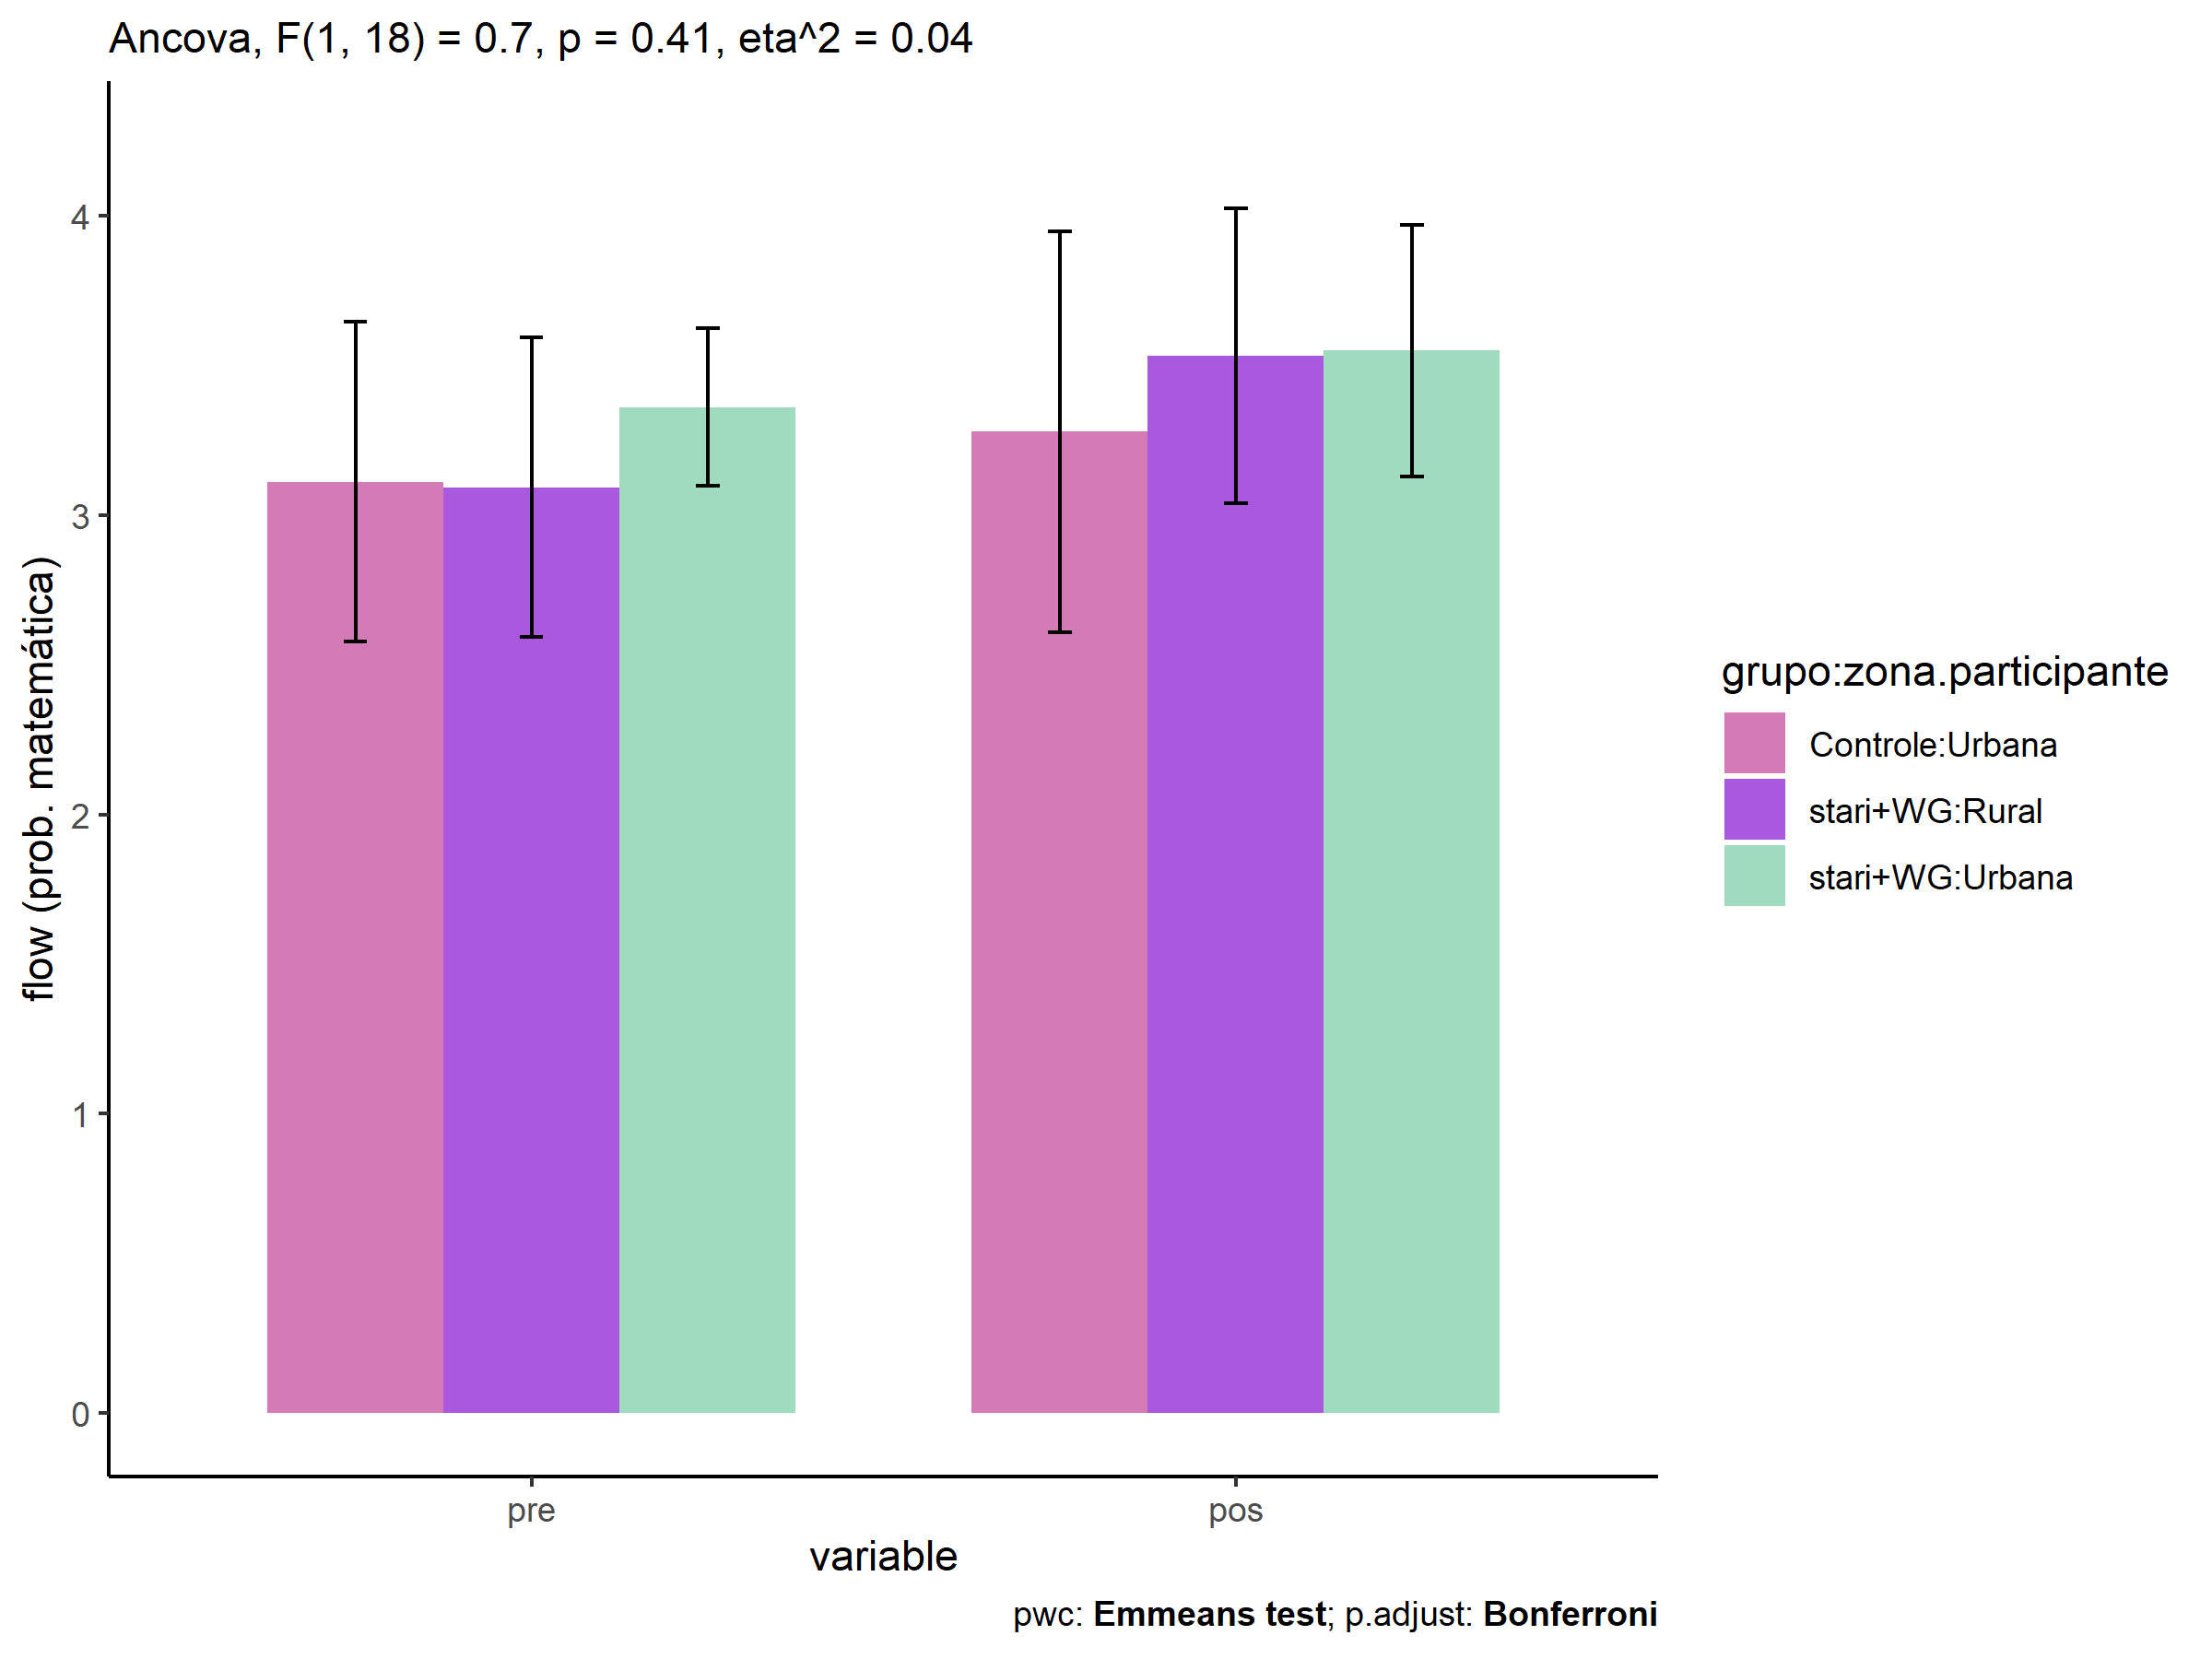 Ancova, F(1, 18) = 0.7, p = 0.41, eta^2 = 0.04
flow (prob. matemática)
4
3
2
1
0
pre
pos
variable
grupo:zona.participante
Controle:Urbana
stari+WG:Rural
stari+WG:Urbana
pwc: Emmeans test; p.adjust: Bonferroni